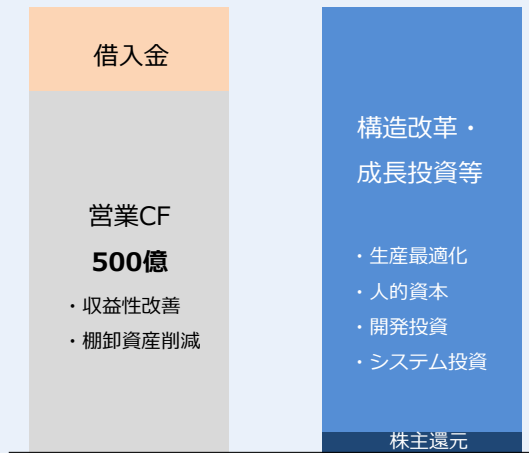 借入金
営業CF
500億
・収益性改善
・棚卸資産削減
構造改革・
成長投資等
・生産最適化
・人的資本
・開発投資
・システム投資
株主還元